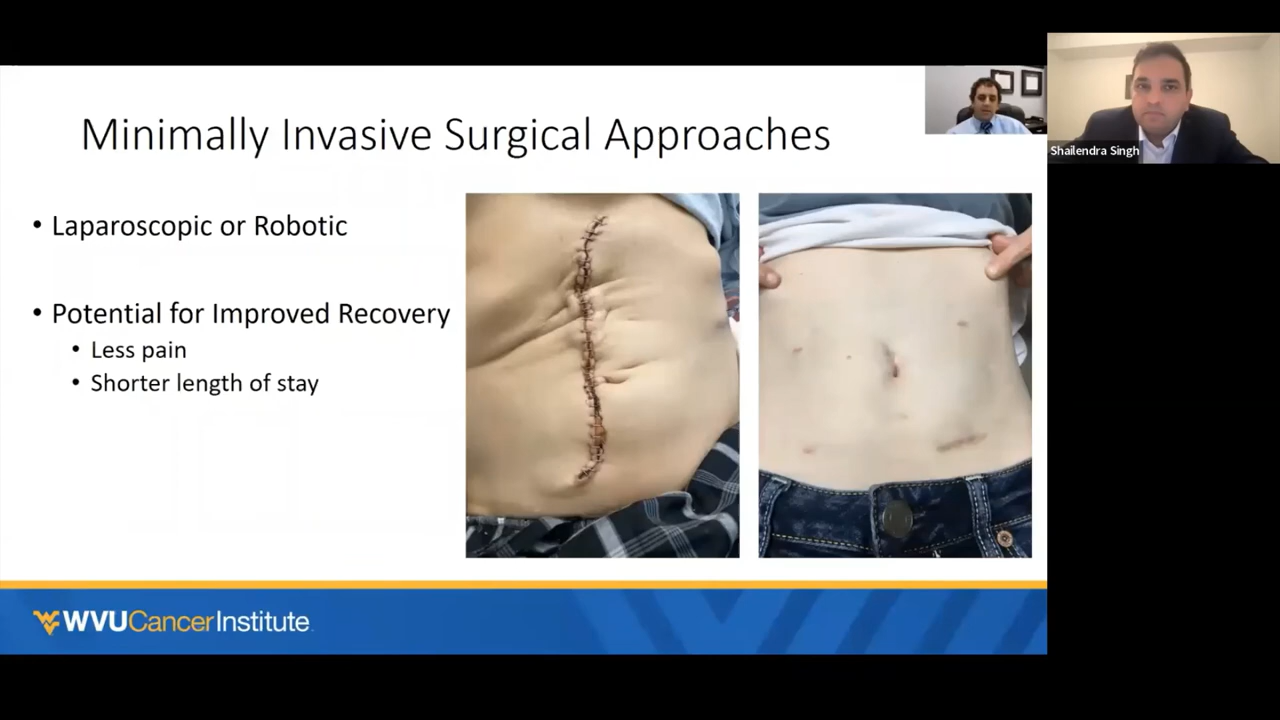 Minimally Invasive Surgical Approaches
Shailendra Singh
• Laparoscopic or Robotic
• Potential for Improved Recovery
• Less pain
• Shorter length of stay
WVUCancerInstitute